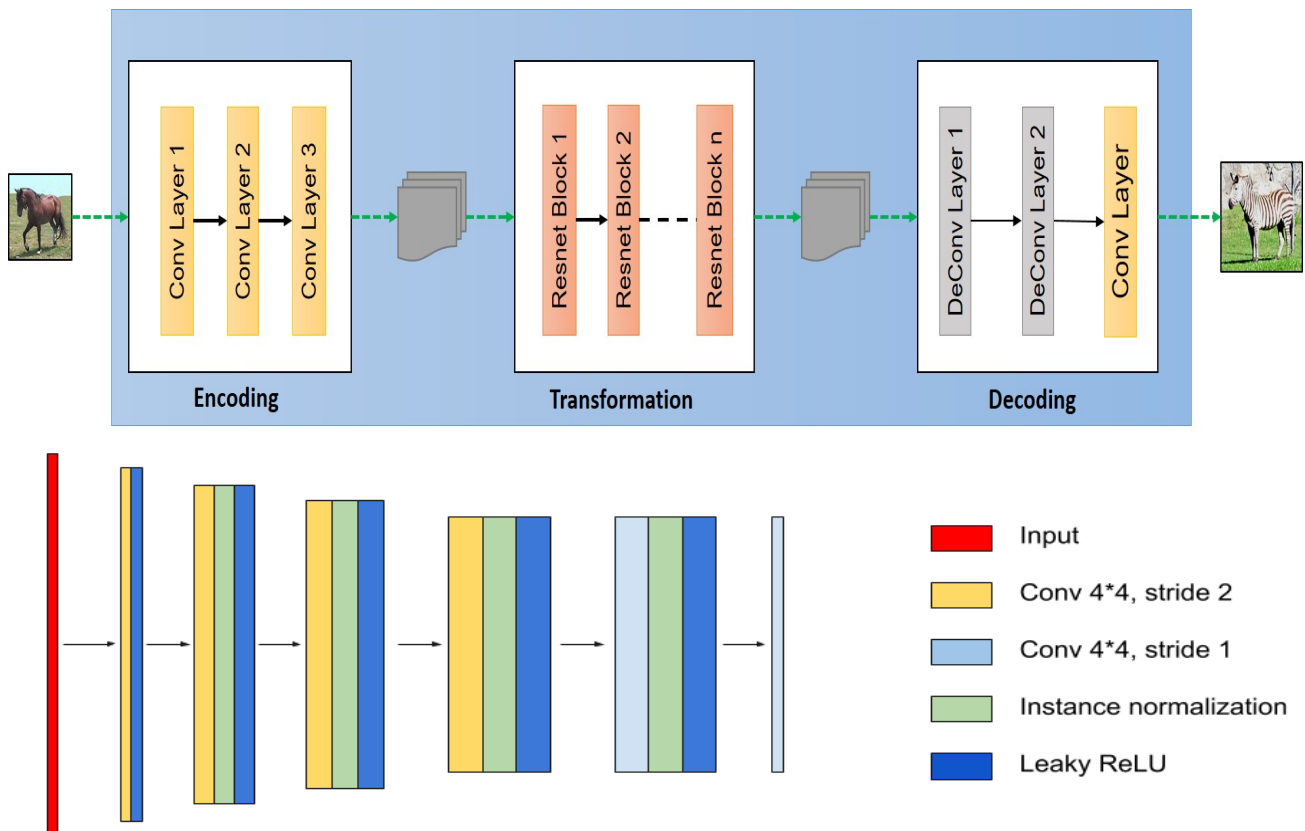 Conv Layer 1
Conv Layer 2
Conv Layer 3
Encoding
Resnet Block 1
Resnet Block 2
Resnet Block n
Transformation
DeConv Layer 1
DeConv Layer 2
Conv Layer
Decoding
Input
Conv 4*4, stride 2
Conv 4*4, stride 1
Instance normalization
Leaky ReLU